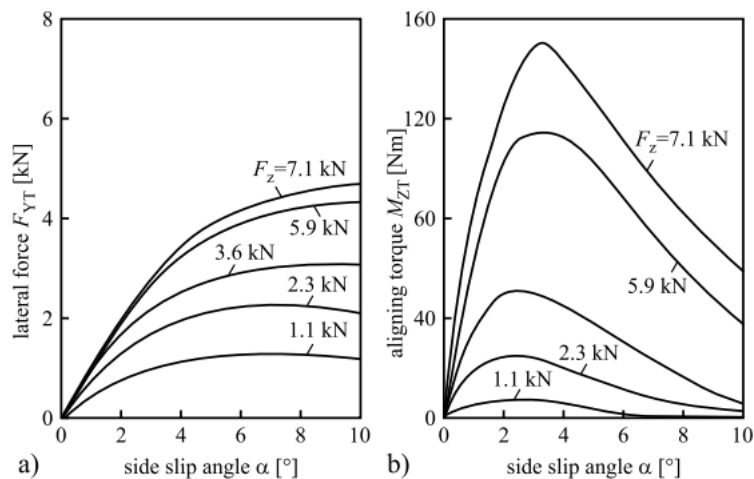 8
6
4
2
0
0 2 4 6 8 10
lateral force F_YT [kN]
side slip angle α [°]
F_z=7.1 kN
5.9 kN
3.6 kN
2.3 kN
1.1 kN
a)
160
120
160
40
0
0 2 4 6 8 10
aligning torque M_ZT [Nm]
side slip angle α [°]
F_z=7.1 kN
5.9 kN
2.3 kN
1.1 kN
b)